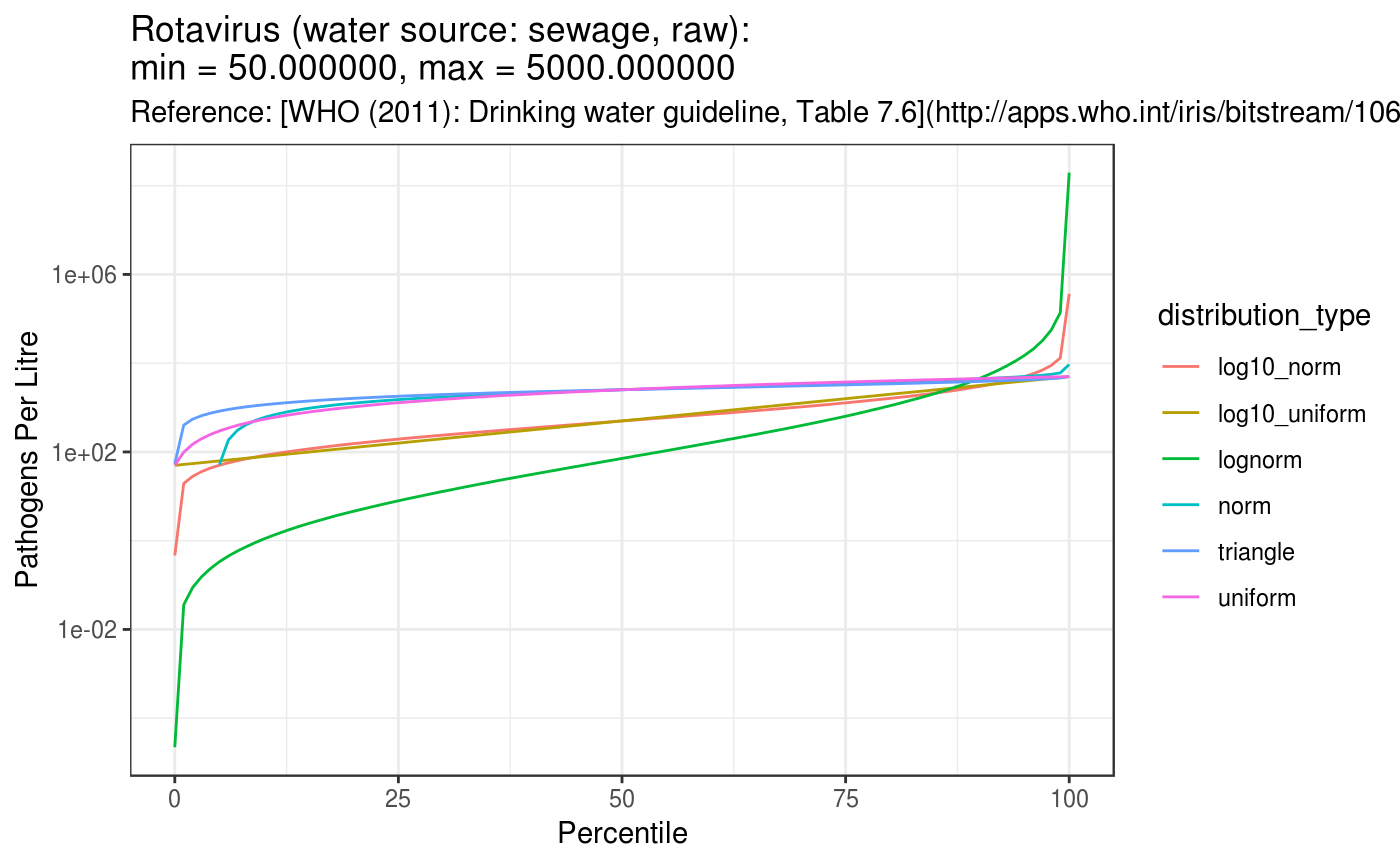 Rotavirus (water source: sewage, raw):
min = 50.000000, max = 5000.000000
Reference: [WHO (2011): Drinking water guideline, Table 7.6](http://apps.who.int/iris/bitstream/106
1e+06
1e+02
1e-02
Pathogens Per Litre
0 25 50 75 100
Percentile
distribution_type
log10_norm
log10_uniform
lognorm
norm
triangle
uniform